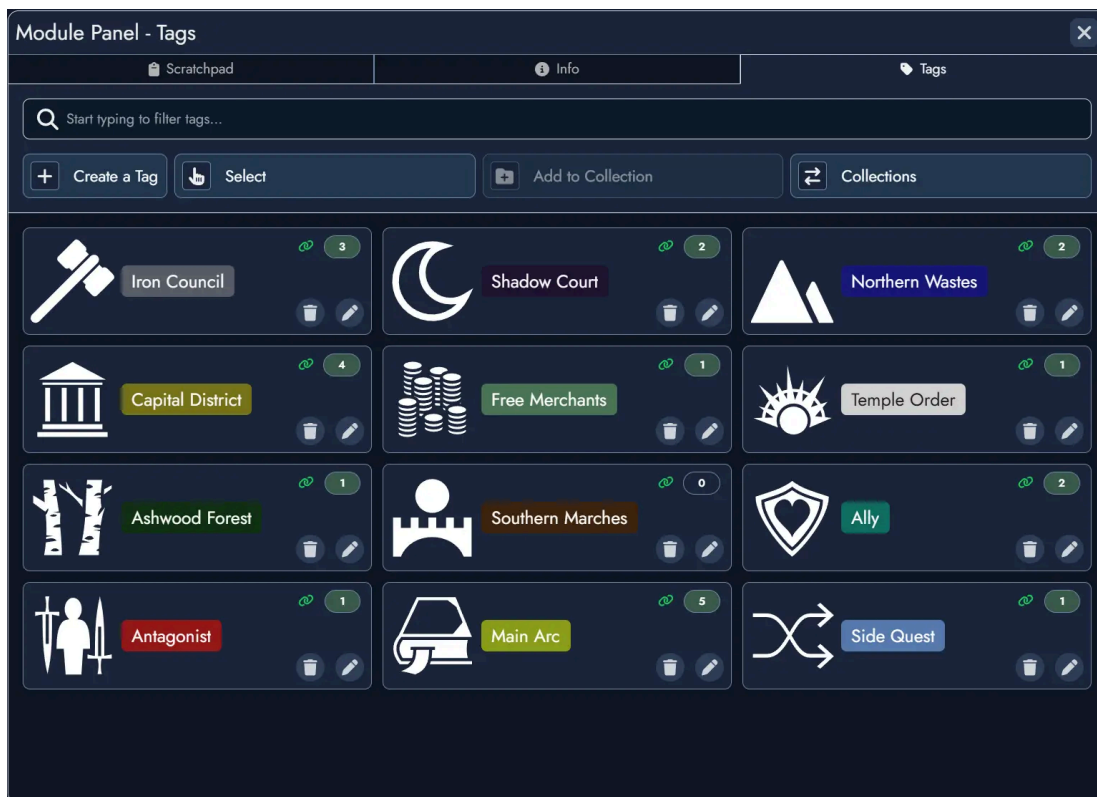 Module Panel - Tags
Scratchpad
Info
Tags
Start typing to filter tags...
Create a Tag
Select
Add to Collection
Collections
Iron Council
3
Shadow Court
2
Northern Wastes
2
Capital District
4
Free Merchants
1
Temple Order
1
Ashwood Forest
1
Southern Marches
0
Ally
2
Antagonist
1
Main Arc
5
Side Quest
1